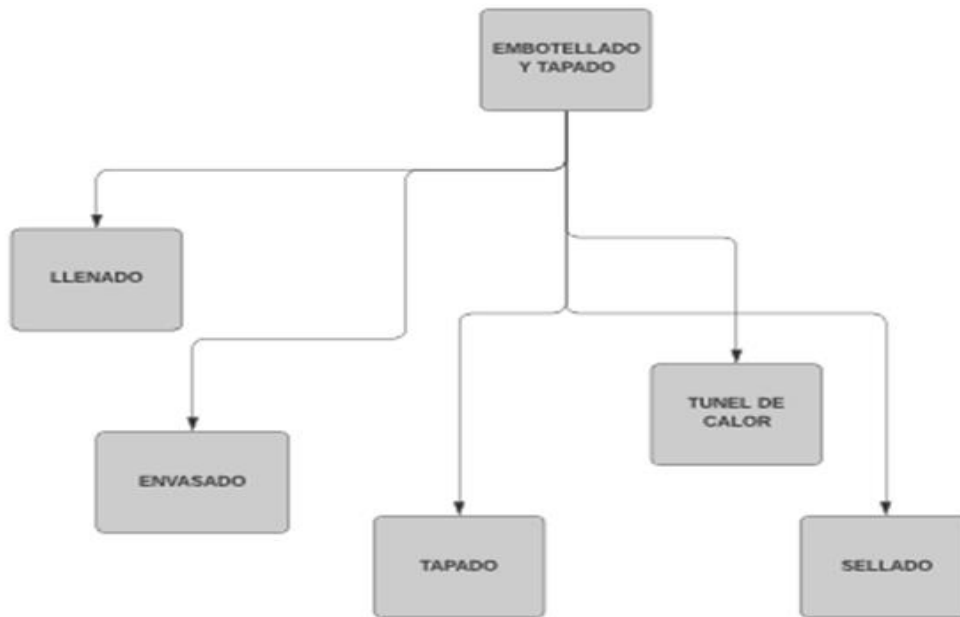 EMBOTELLADO
Y TAPADO
LLENADO
ENVASADO
TAPADO
TUNEL DE
CALOR
SELLADO